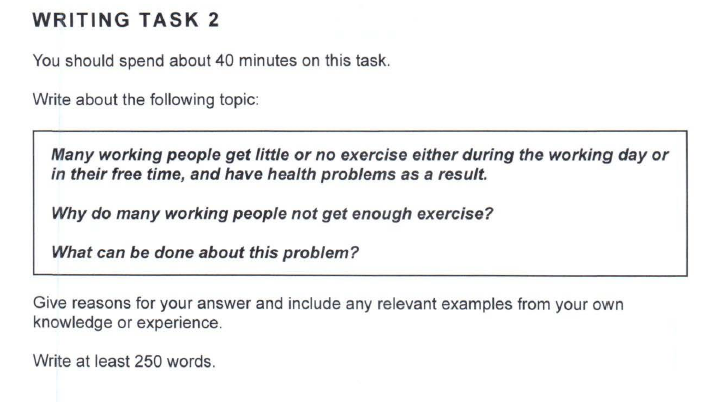 WRITING TASK 2
You should spend about 40 minutes on this task.
Write about the following topic:
Many working people get little or no exercise either during the working day or
in their free time, and have health problems as a result.
Why do many working people not get enough exercise?
What can be done about this problem?
Give reasons for your answer and include any relevant examples from your own
knowledge or experience.
Write at least 250 words.